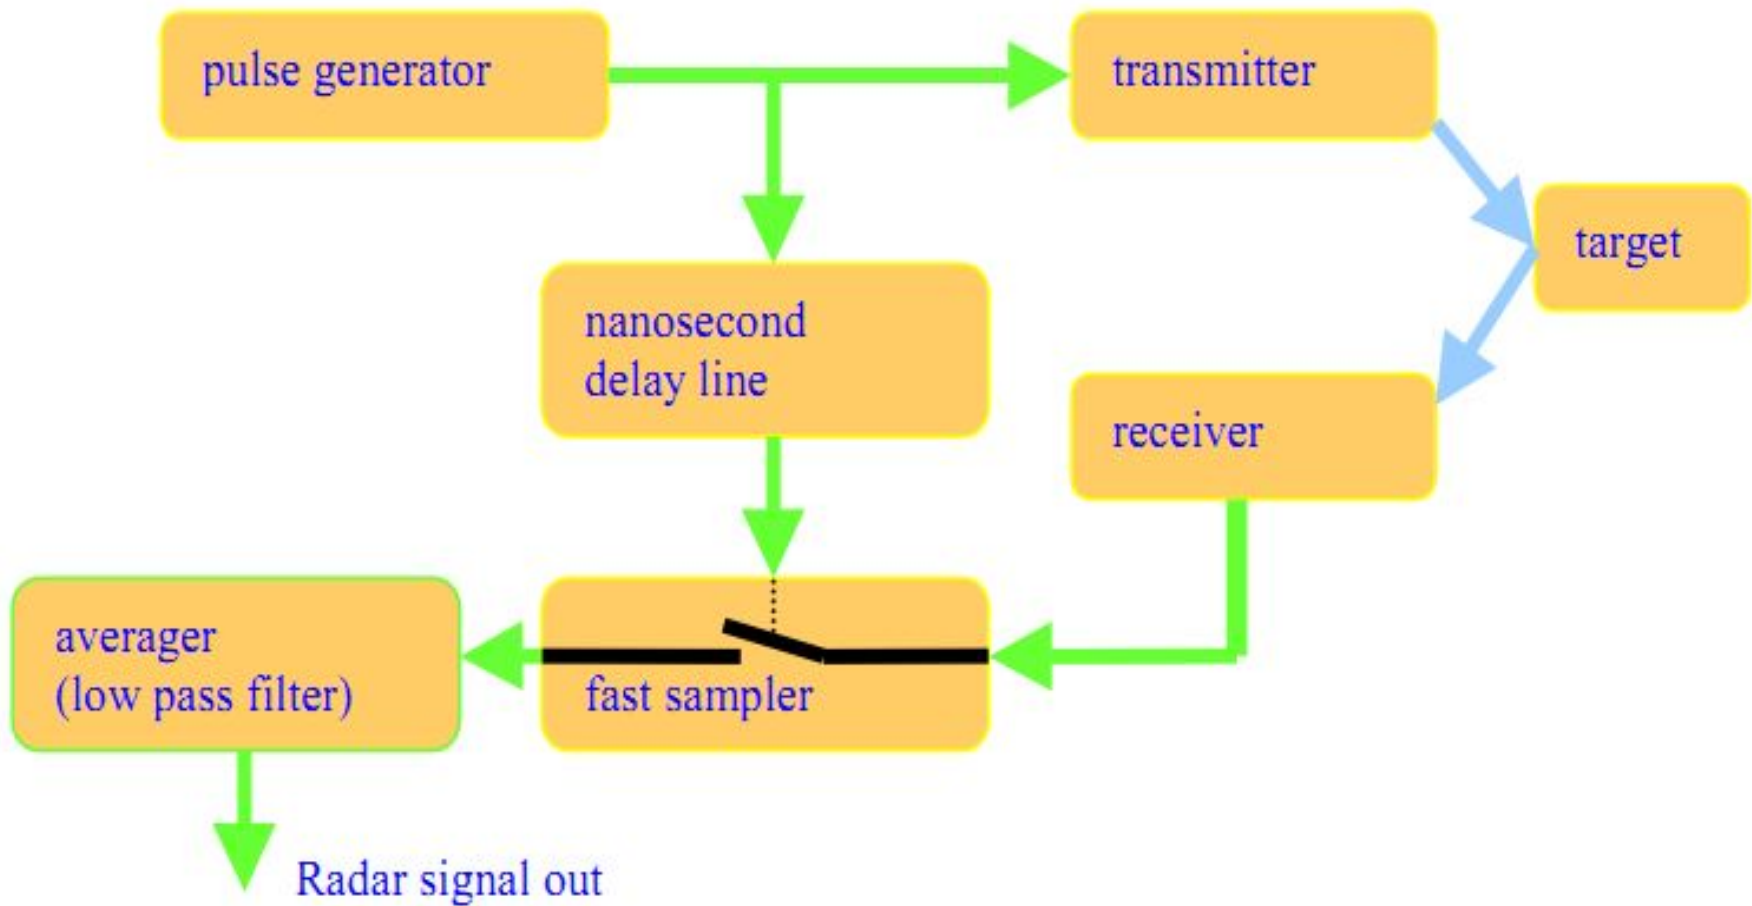 pulse generator
transmitter
target
nanosecond
delay line
receiver
averager
(low pass filter)
fast sampler
Radar signal out